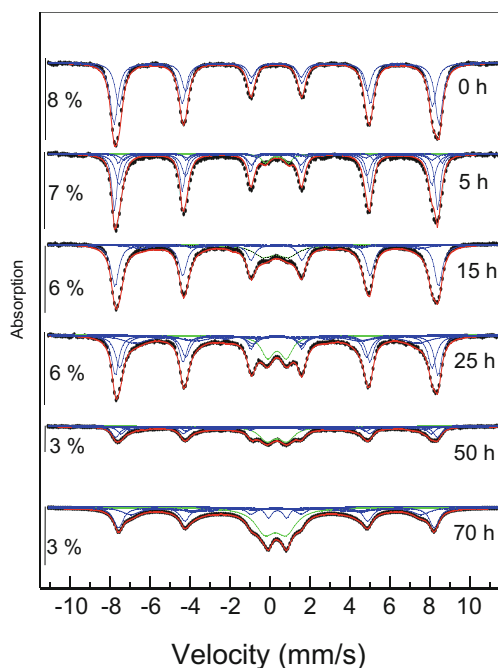 Absorption
8 %
0 h
7 %
5 h
6 %
15 h
6 %
25 h
3 %
50 h
3 %
70 h
-10 -8 -6 -4 -2 0 2 4 6 8 10
Velocity (mm/s)